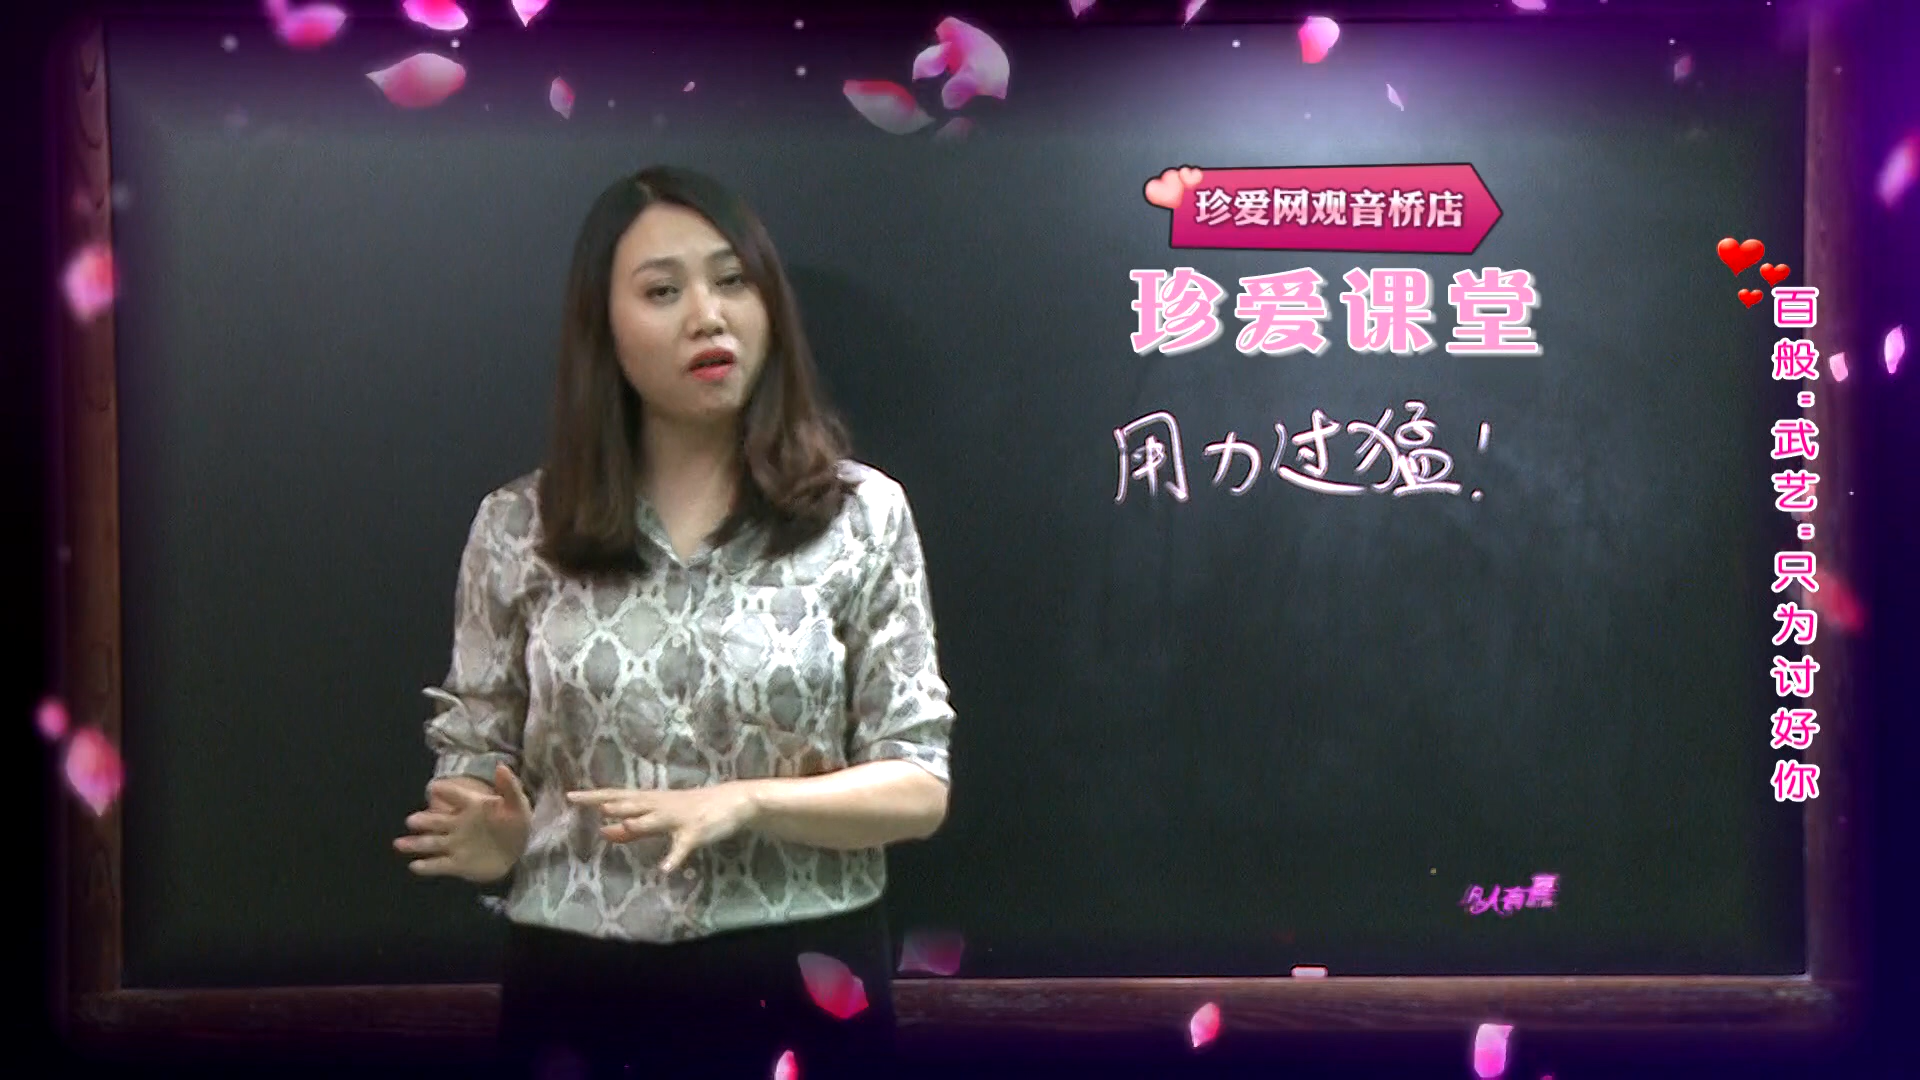 珍爱网观音桥店
珍爱课堂
用力过猛！
百般武艺只为讨好你